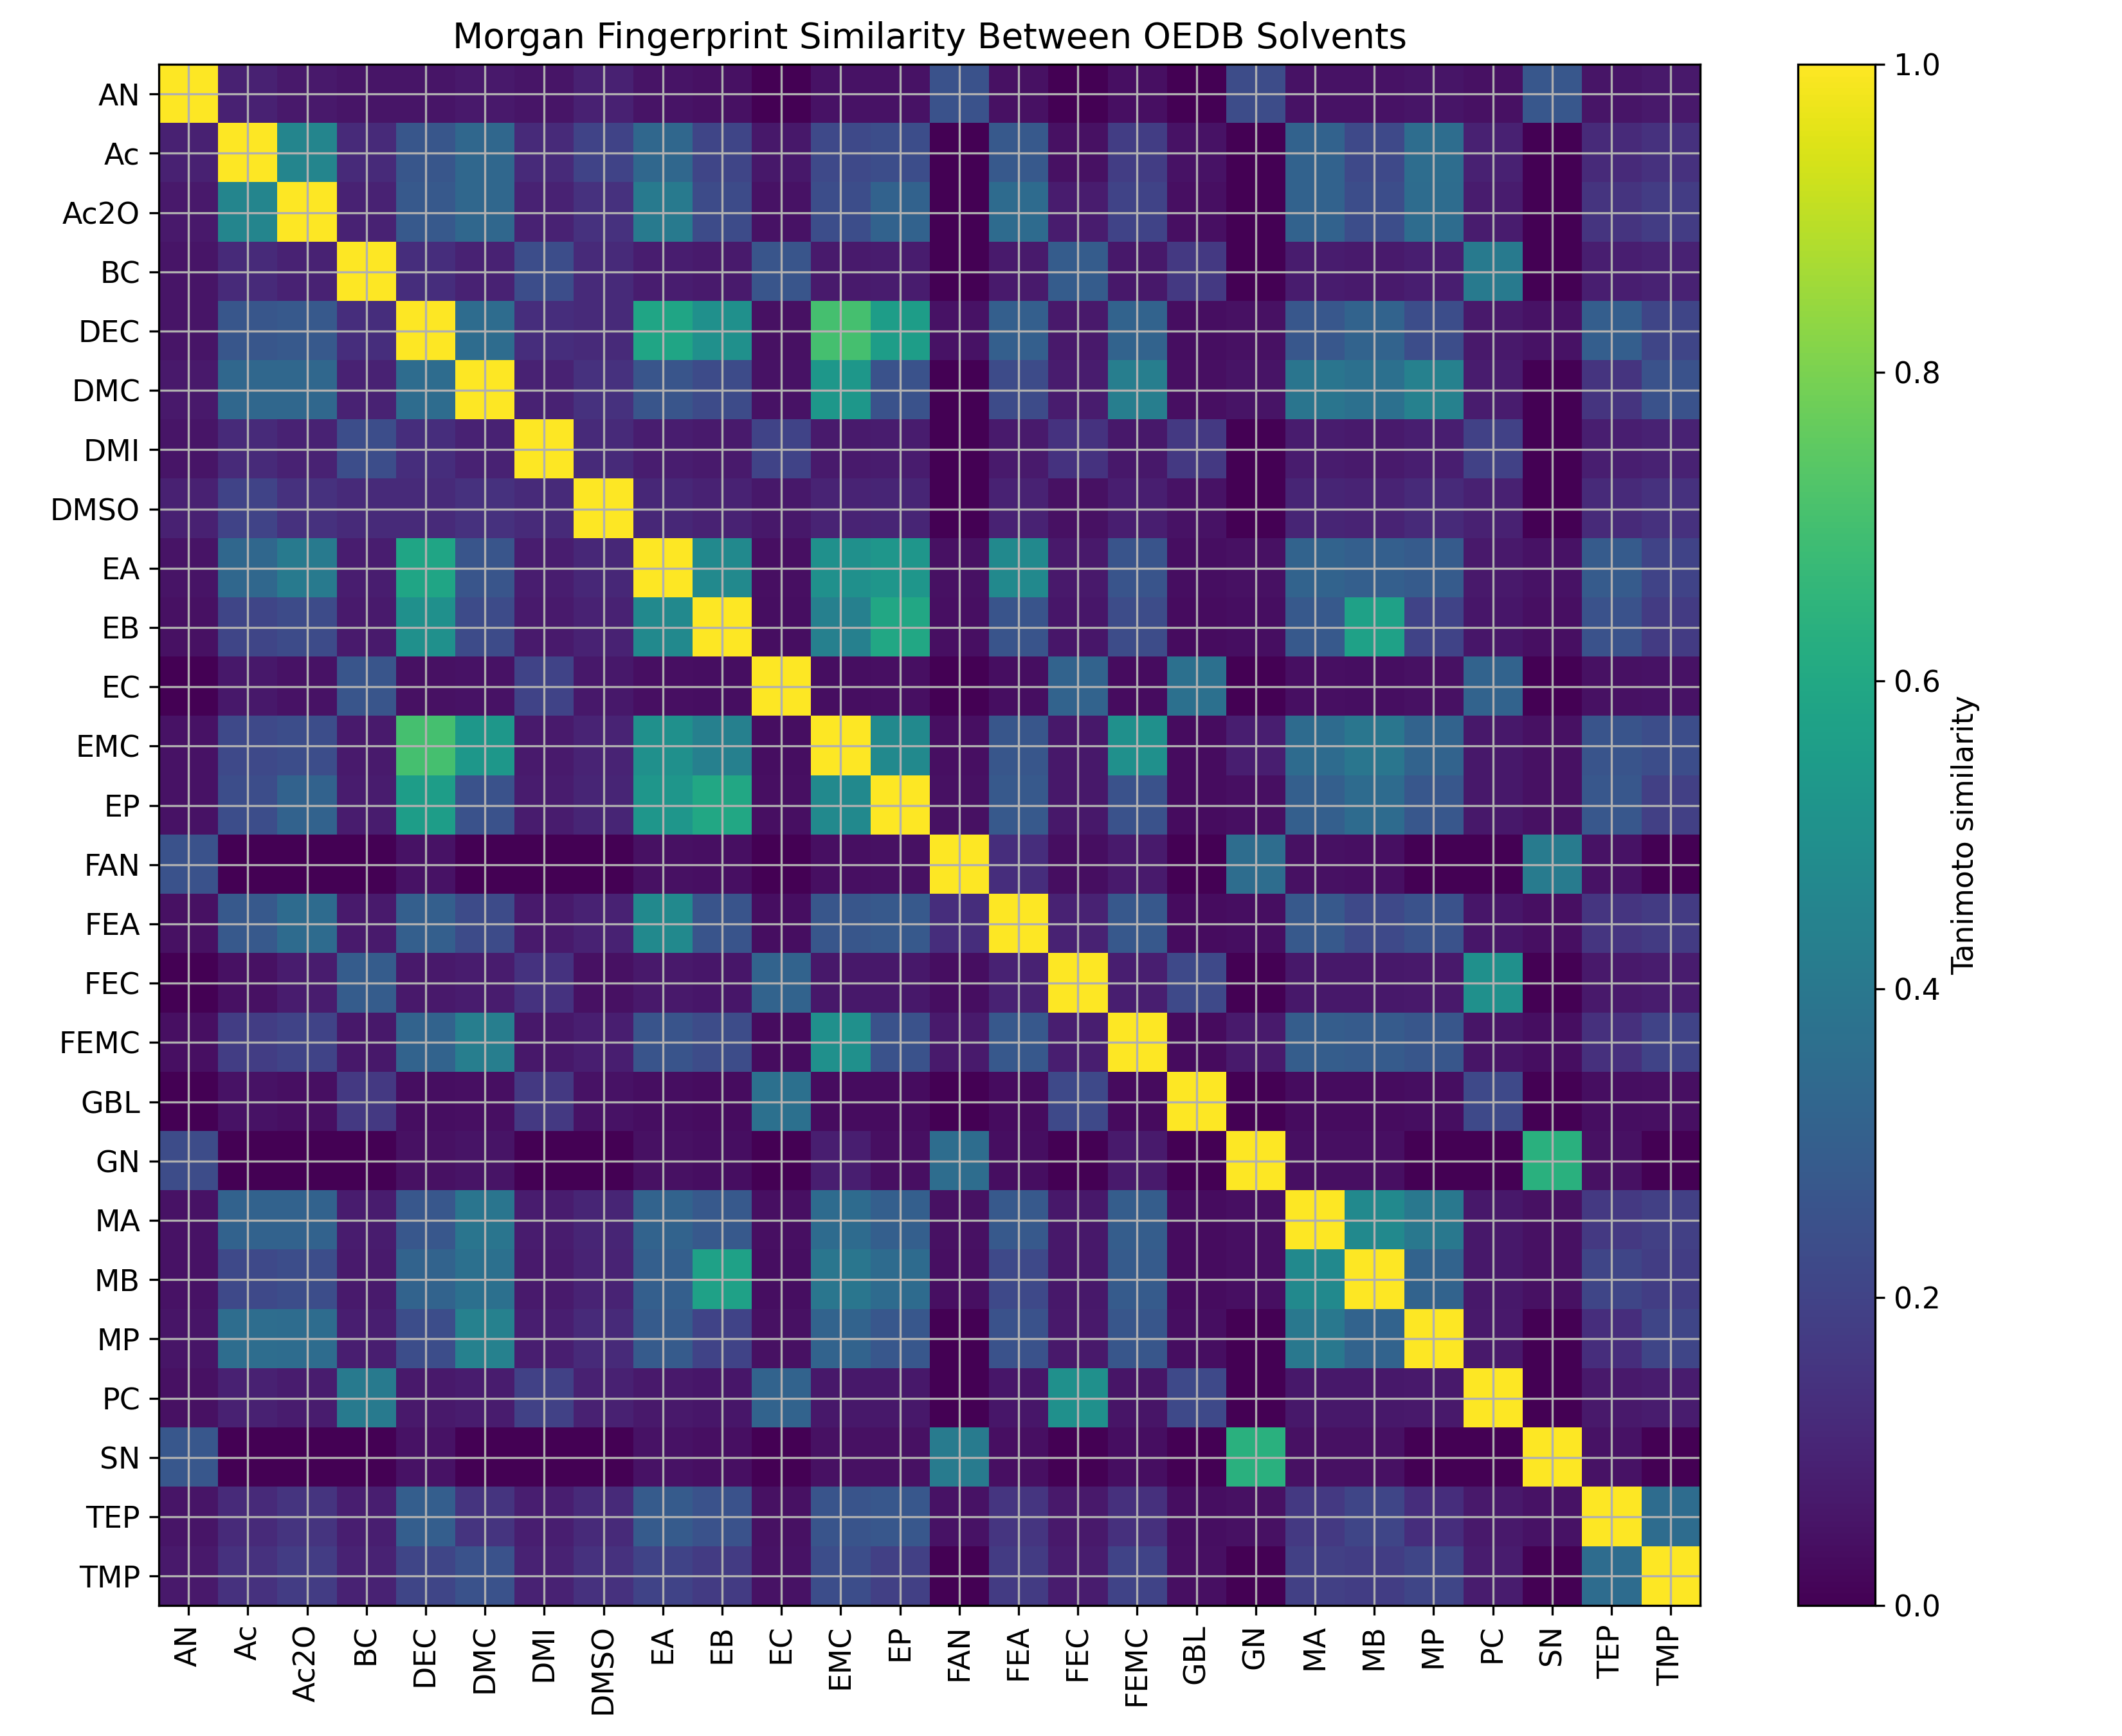 Morgan Fingerprint Similarity Between OEDB Solvents
AN
Ac
Ac2O
BC
DEC
DMC
DMI
DMSO
EA
EB
EC
EMC
EP
FAN
FEA
FEC
FEMC
GBL
GN
MA
MB
MP
PC
SN
TEP
TMP
AN Ac Ac2O BC DEC DMC DMI DMSO EA EB EC EMC EP FAN FEA FEC FEMC GBL GN MA MB MP PC SN TEP TMP
1.0
0.8
0.6
0.4
0.2
0.0
Tanimoto similarity